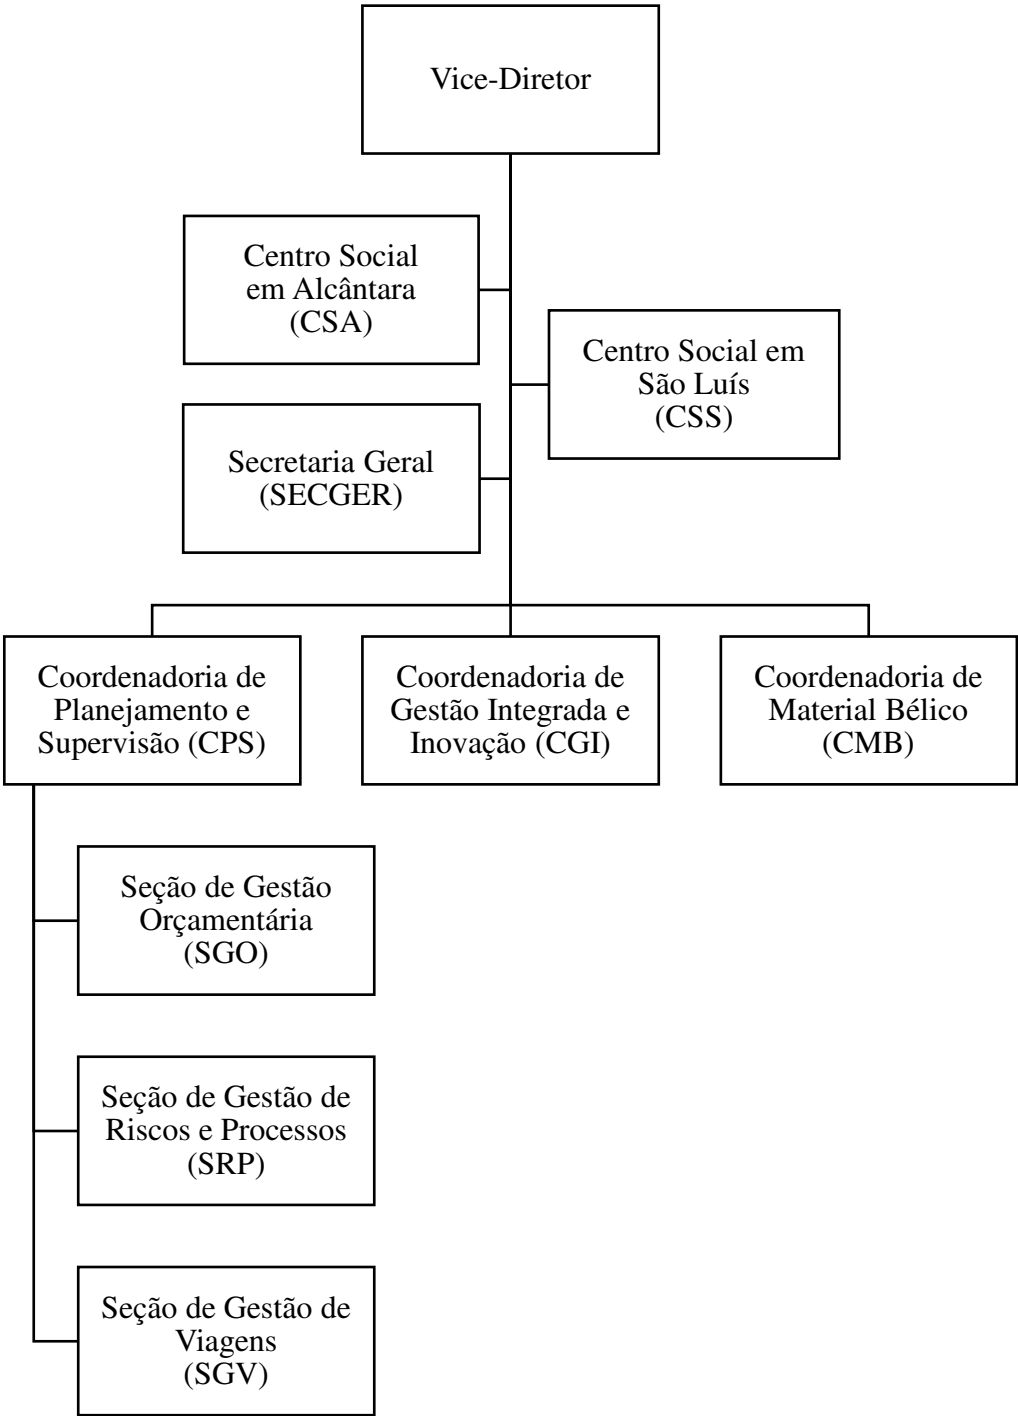 Vice-Diretor
Centro Social
em Alcântara
(CSA)
Centro Social em
São Luís
(CSS)
Secretaria Geral
(SECGER)
Coordenadoria de
Planejamento e
Supervisão (CPS)
Coordenadoria de
Gestão Integrada e
Inovação (CGI)
Coordenadoria de
Material Bélico
(CMB)
Seção de Gestão
Orçamentária
(SGO)
Seção de Gestão de
Riscos e Processos
(SRP)
Seção de Gestão de
Viagens
(SGV)